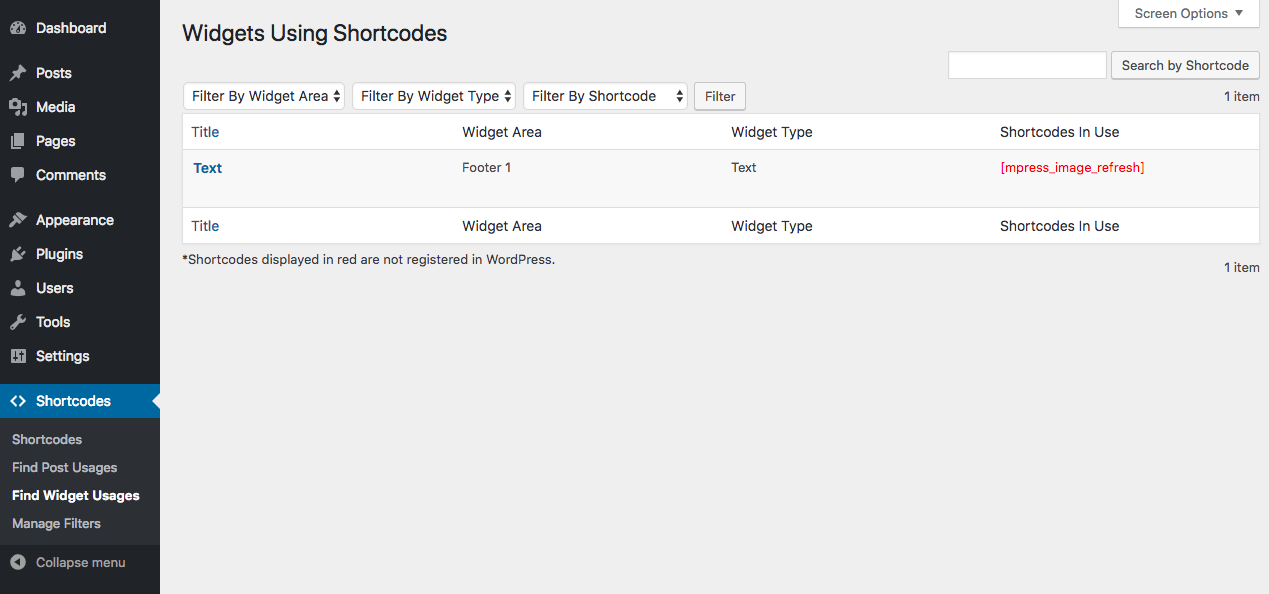 Dashboard
Posts
Media
Pages
Comments
Appearance
Plugins
Users
Tools
Settings
Shortcodes
Shortcodes
Find Post Usages
Find Widget Usages
Manage Filters
Collapse menu
Screen Options
Widgets Using Shortcodes
Search by Shortcode
Filter By Widget Area Filter By Widget Type Filter By Shortcode Filter 1 item
Title Widget Area Widget Type Shortcodes In Use
Text Footer 1 Text [mpress_image_refresh]
Title Widget Area Widget Type Shortcodes In Use
*Shortcodes displayed in red are not registered in WordPress.
1 item